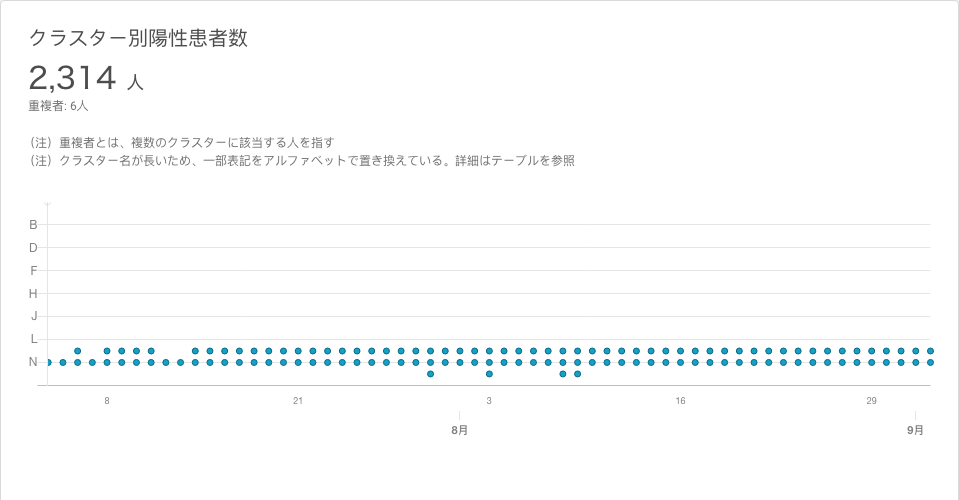 クラスター別陽性患者数
2,314 人
重複者: 6人
（注）重複者とは、複数のクラスターに該当する人を指す
（注）クラスター名が長いため、一部表記をアルファベットで置き換えている。詳細はテーブルを参照
B
D
F
H
J
L
N
8 21 3 16 29
8月 9月